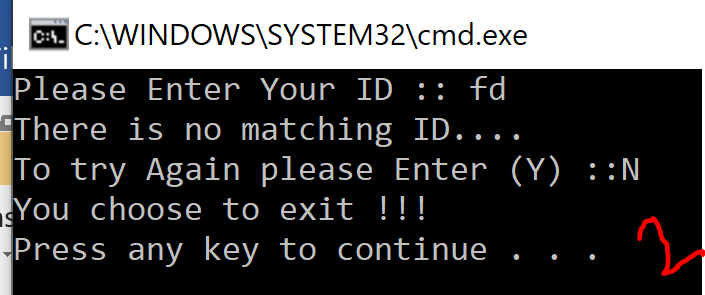 C:\WINDOWS\SYSTEM32\cmd.exe
Please Enter Your ID :: fd
There is no matching ID....
To try Again please Enter (Y) ::N
You choose to exit !!!
Press any key to continue . . .
2